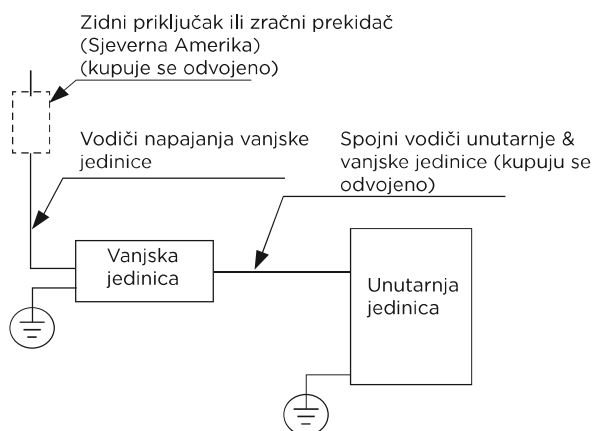 Zidni priključak ili zračni prekidač
(Sjeverna Amerika)
(kupuje se odvojeno)
Vodiči napajanja vanjske
jedinice
Spojni vodiči unutarnje &
vanjske jedinice (kupuju se
odvojeno)
Vanjska
jedinica
Unutarnja
jedinica